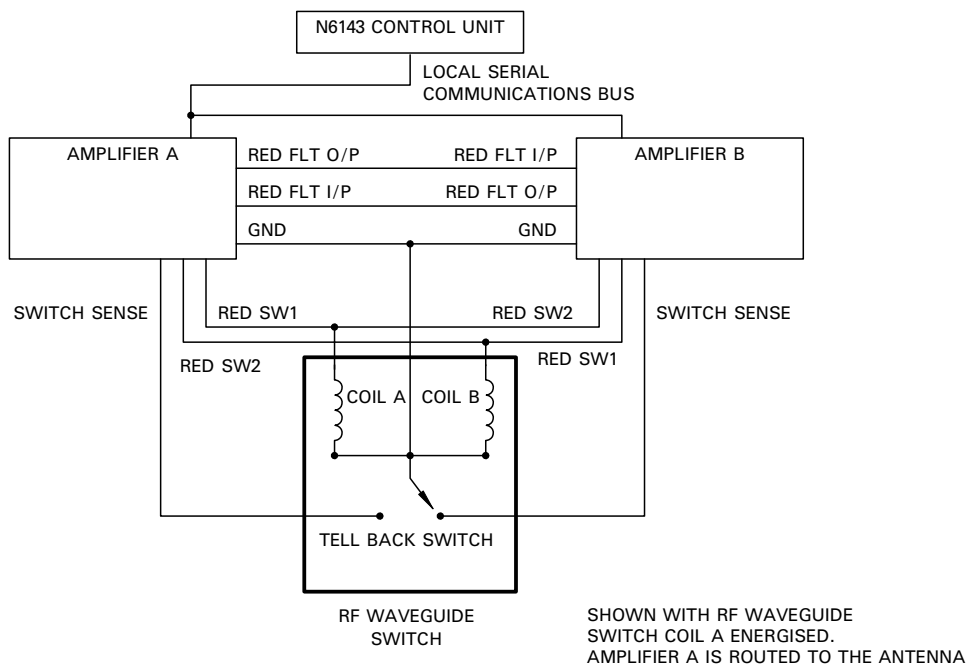 N6143 CONTROL UNIT
LOCAL SERIAL
COMMUNICATIONS BUS
AMPLIFIER A
RED FLT O/P
RED FLT I/P
AMPLIFIER B
RED FLT I/P
RED FLT O/P
GND
GND
SWITCH SENSE
RED SW1
RED SW2
SWITCH SENSE
RED SW2
RED SW1
COIL A
COIL B
TELL BACK SWITCH
RF WAVEGUIDE
SWITCH
SHOWN WITH RF WAVEGUIDE
SWITCH COIL A ENERGISED.
AMPLIFIER A IS ROUTED TO THE ANTENNA